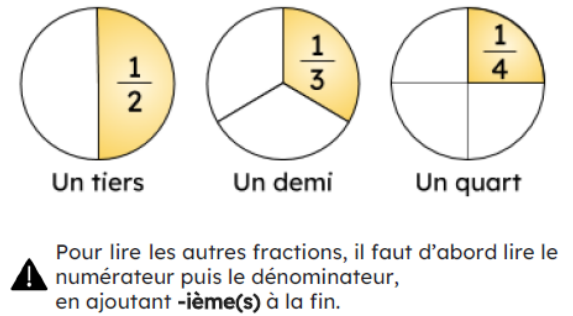 1/2
1/3
1/4
Un tiers
Un demi
Un quart
Pour lire les autres fractions, il faut d'abord lire le
numérateur puis le dénominateur,
en ajoutant -ième(s) à la fin.